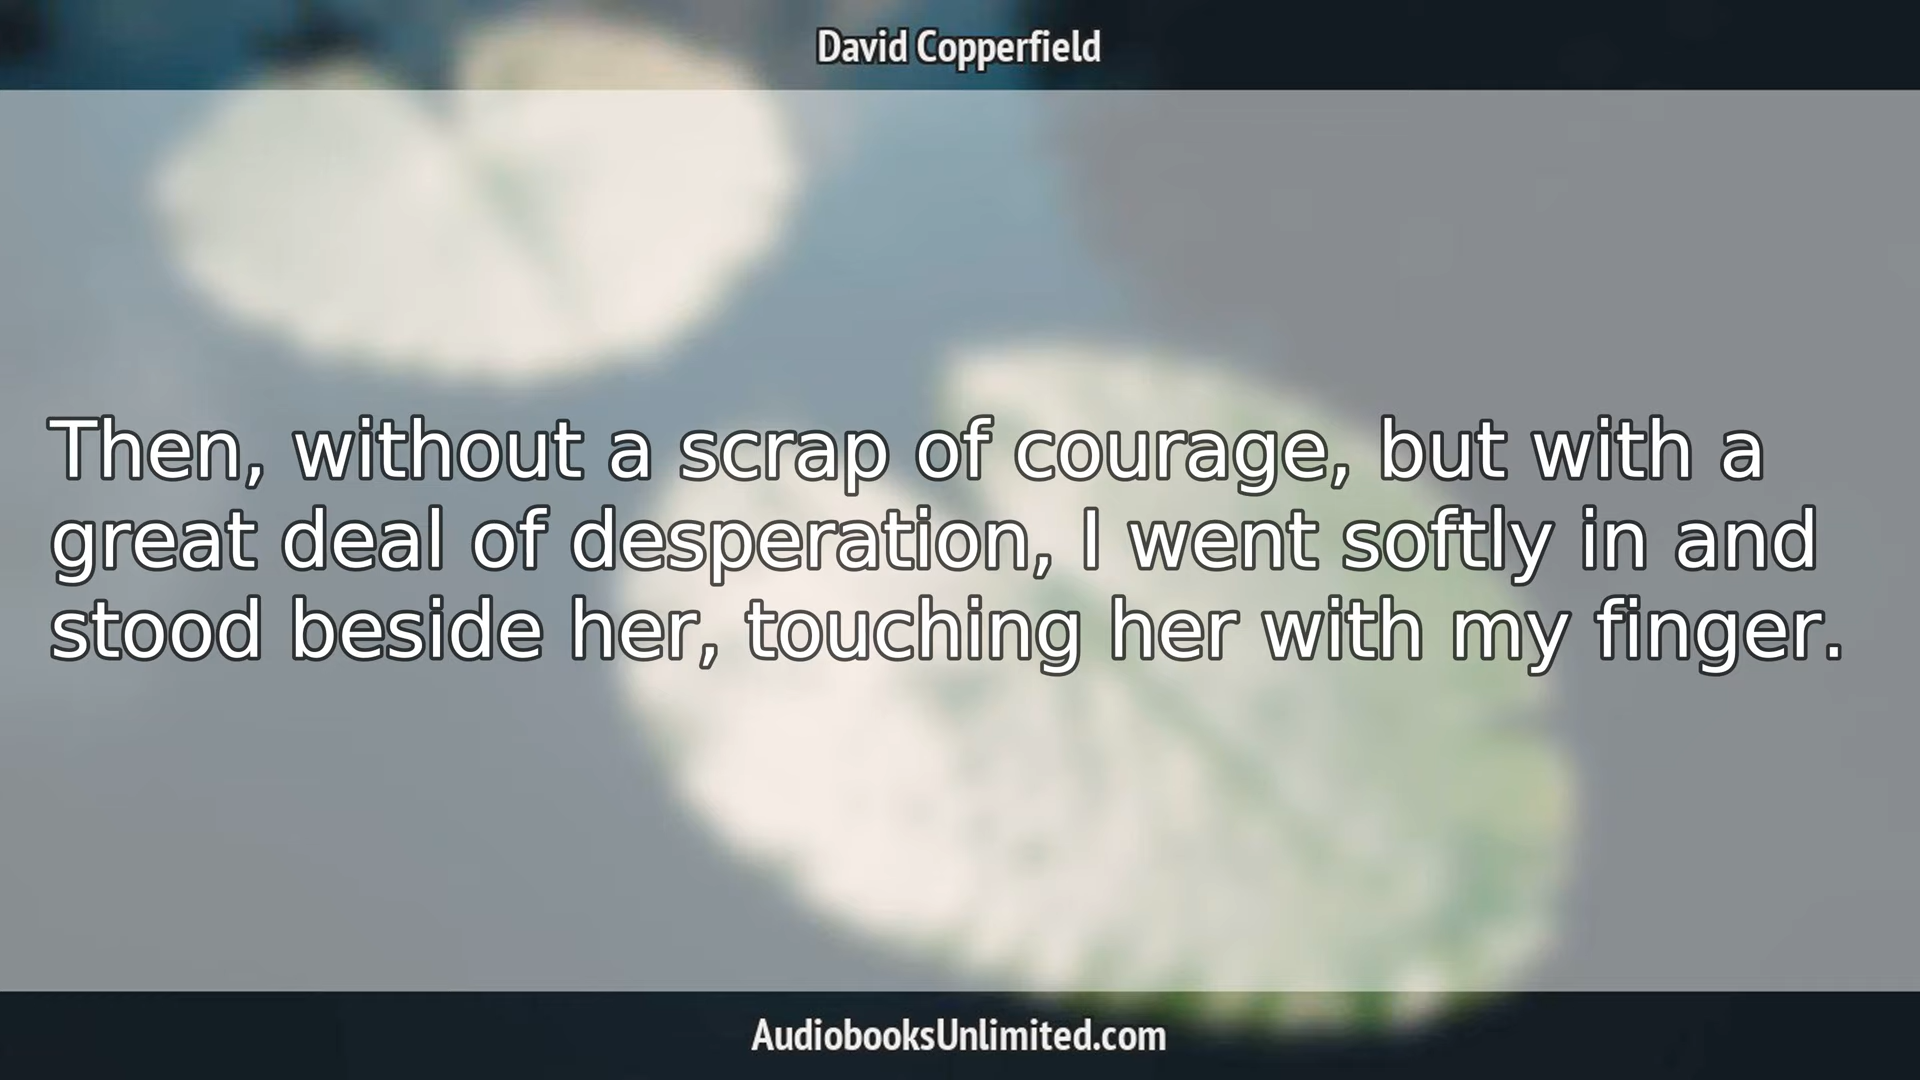 David Copperfield
Then, without a scrap of courage, but with a
great deal of desperation, I went softly in and
stood beside her, touching her with my finger.
AudiobooksUnlimited.com